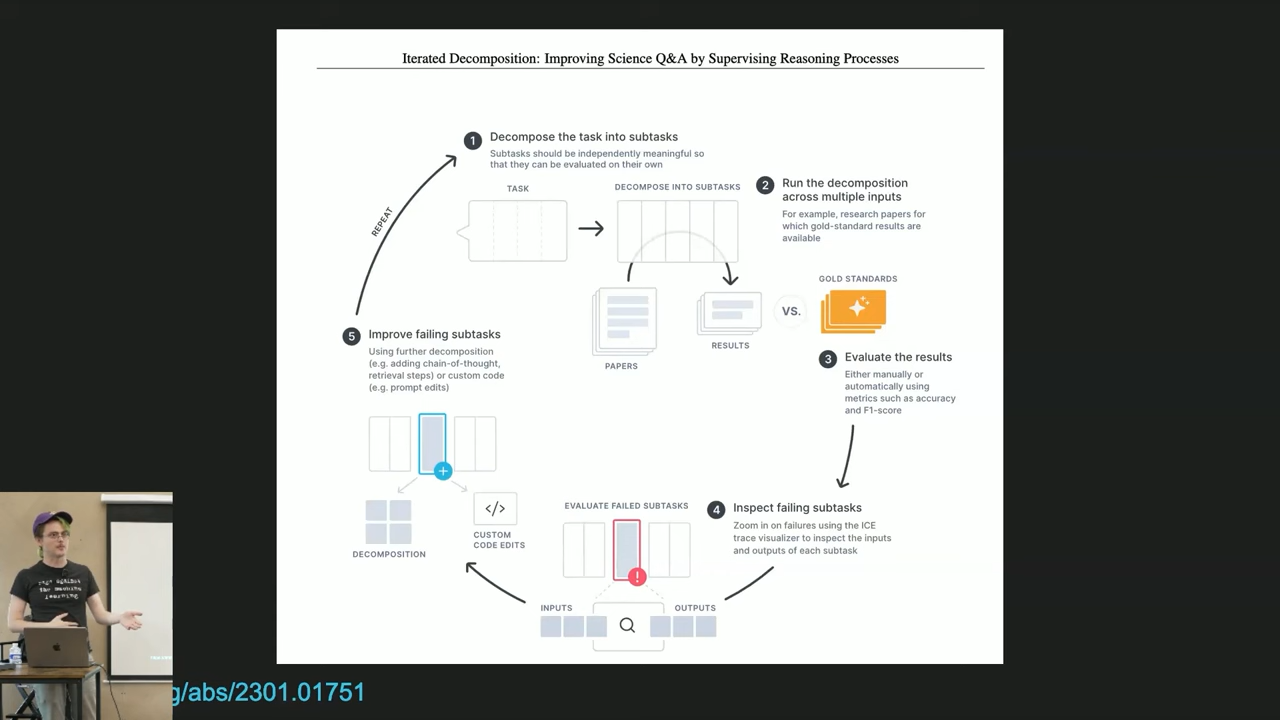 Iterated Decomposition: Improving Science Q&A by Supervising Reasoning Processes
1 Decompose the task into subtasks
Subtasks should be independently meaningful so
that they can be evaluated on their own
TASK
DECOMPOSE INTO SUBTASKS
2 Run the decomposition
across multiple inputs
For example, research papers for
which gold-standard results are
available
REPEAT
PAPERS
RESULTS
VS.
GOLD STANDARDS
3 Evaluate the results
Either manually or
automatically using
metrics such as accuracy
and F1-score
4 Inspect failing subtasks
Zoom in on failures using the ICE
trace visualizer to inspect the inputs
and outputs of each subtask
EVALUATE FAILED SUBTASKS
!
INPUTS
OUTPUTS
5 Improve failing subtasks
Using further decomposition
(e.g. adding chain-of-thought,
retrieval steps) or custom code
(e.g. prompt edits)
+
DECOMPOSITION
</>
CUSTOM
CODE EDITS
rage against
the machine
learning
g/abs/2301.01751